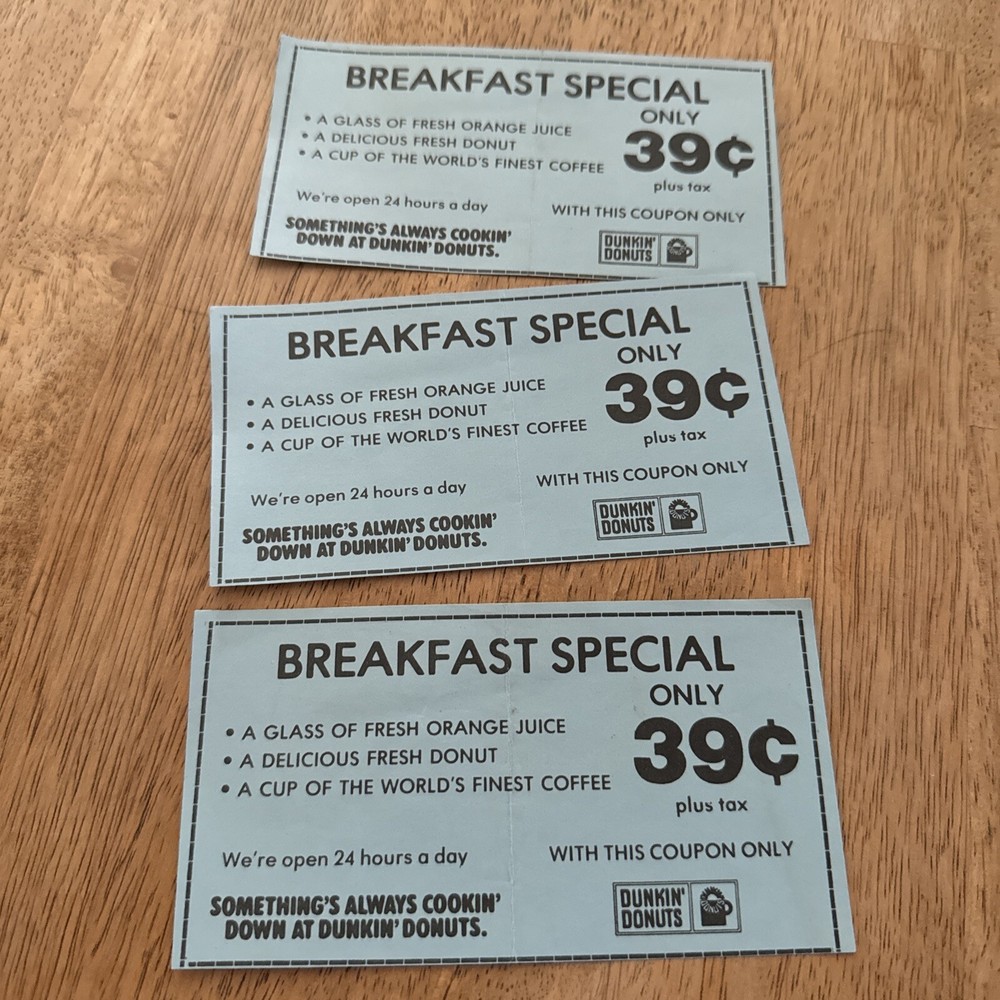 BREAKFAST SPECIAL
ONLY
• A GLASS OF FRESH ORANGE JUICE
• A DELICIOUS FRESH DONUT
• A CUP OF THE WORLD'S FINEST COFFEE
39¢
plus tax
We're open 24 hours a day
WITH THIS COUPON ONLY
SOMETHING'S ALWAYS COOKIN'
DOWN AT DUNKIN' DONUTS.
DUNKIN'
DONUTS
BREAKFAST SPECIAL
ONLY
• A GLASS OF FRESH ORANGE JUICE
• A DELICIOUS FRESH DONUT
• A CUP OF THE WORLD'S FINEST COFFEE
39¢
plus tax
We're open 24 hours a day
WITH THIS COUPON ONLY
SOMETHING'S ALWAYS COOKIN'
DOWN AT DUNKIN' DONUTS.
DUNKIN'
DONUTS
BREAKFAST SPECIAL
ONLY
• A GLASS OF FRESH ORANGE JUICE
• A DELICIOUS FRESH DONUT
• A CUP OF THE WORLD'S FINEST COFFEE
39¢
plus tax
We're open 24 hours a day
WITH THIS COUPON ONLY
SOMETHING'S ALWAYS COOKIN'
DOWN AT DUNKIN' DONUTS.
DUNKIN'
DONUTS